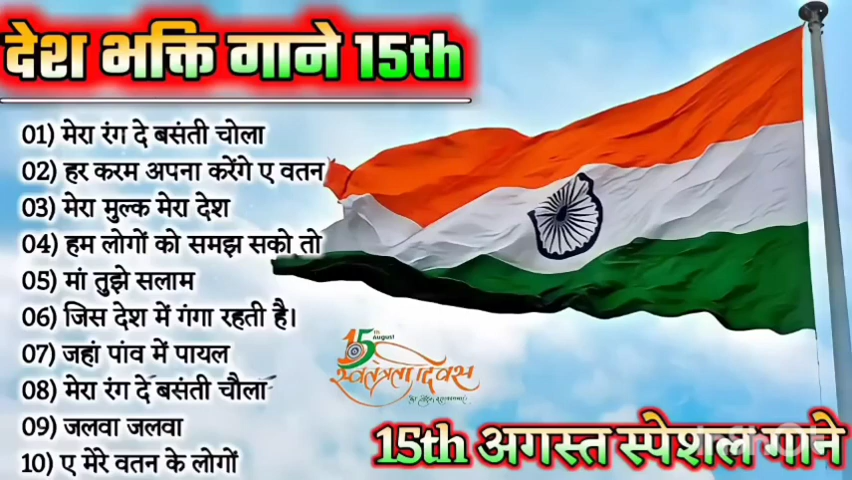 देश भक्ति गाने 15th
01) मेरा रंग दे बसंती चोला
02) हर करम अपना करेंगे ए वतन
03) मेरा मुल्क मेरा देश
04) हम लोगों को समझ सको तो
05) मां तुझे सलाम
06) जिस देश में गंगा रहती है।
07) जहां पांव में पायल
08) मेरा रंग दे बसंती चौला
09) जलवा जलवा
10) ए मेरे वतन के लोगों
15th August
स्वतंत्रता दिवस
15th अगस्त स्पेशल गाने